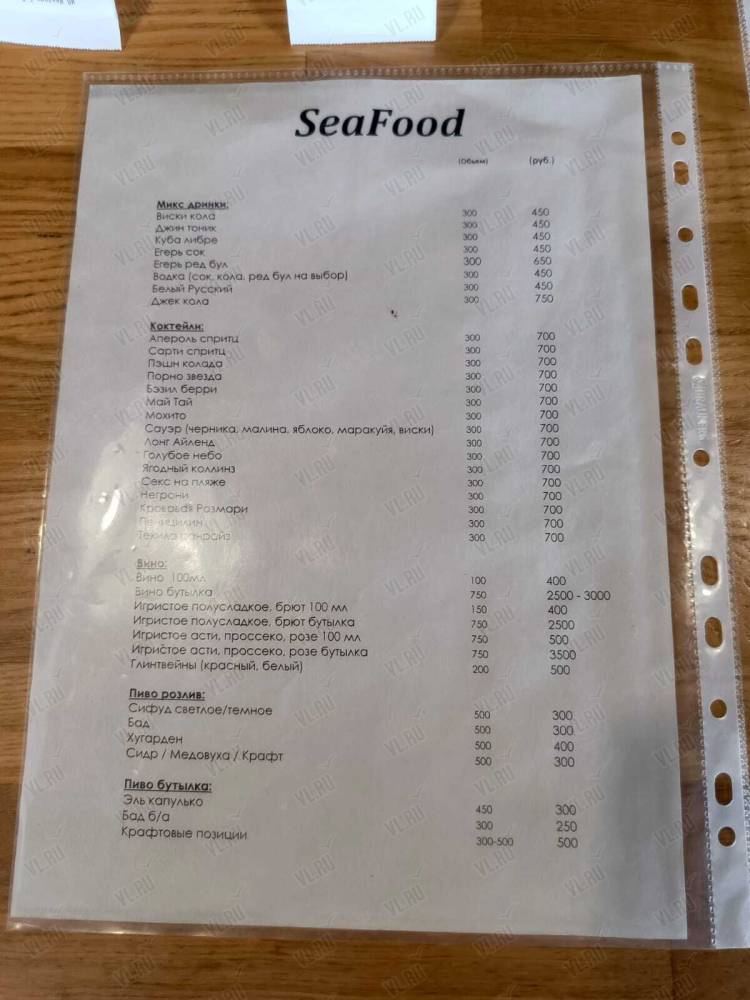 SeaFood
(Объем) (руб.)
Микс дринки:
Виски кола 300 450
Джин тоник 300 450
Куба либре 300 450
Егерь сок 300 450
Егерь ред бул 300 650
Водка (сок, кола, ред бул на выбор) 300 450
Белый Русский 300 450
Джек кола 300 750
Коктейли:
Апероль спритц 300 700
Сарти спритц 300 700
Пэшн колада 300 700
Порно звезда 300 700
Бэзил берри 300 700
Май Тай 300 700
Мохито 300 700
Сауэр (черника, малина, яблоко, маракуйя, виски) 300 700
Лонг Айленд 300 700
Голубое небо 300 700
Ягодный коллинз 300 700
Секс на пляже 300 700
Негрони 300 700
Кровавая Розмари 300 700
Пеницилин 300 700
Текила санрайз 300 700
Вино:
Вино 100мл 100 400
Вино бутылка 750 2500 - 3000
Игристое полусладкое, брют 100 мл 150 400
Игристое полусладкое, брют бутылка 750 2500
Игристое асти, проссеко, розе 100 мл 750 500
Игристое асти, проссеко, розе бутылка 750 3500
Глинтвейны (красный, белый) 200 500
Пиво розлив:
Сифуд светлое/темное 500 300
Бад 500 300
Хугарден 500 400
Сидр / Медовуха / Крафт 500 300
Пиво бутылка:
Эль капулько 450 300
Бад б/а 300 250
Крафтовые позиции 300-500 500
VL.RU